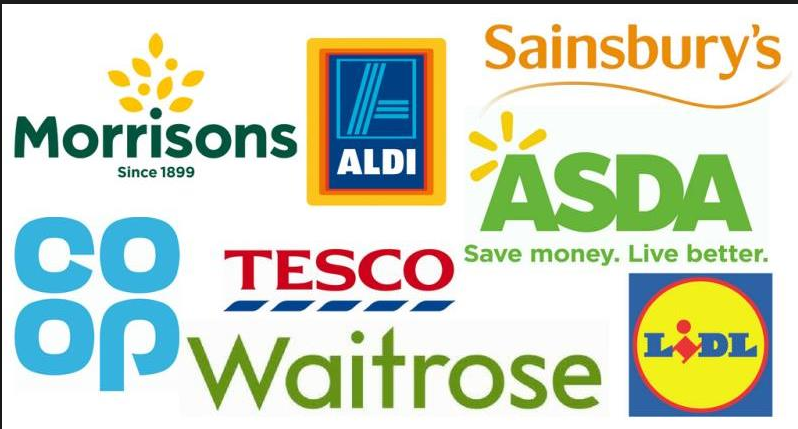 Morrisons
Since 1899
ALDI
Sainsbury's
ASDA
Save money. Live better.
CO
OP
TESCO
Waitrose
LIDL